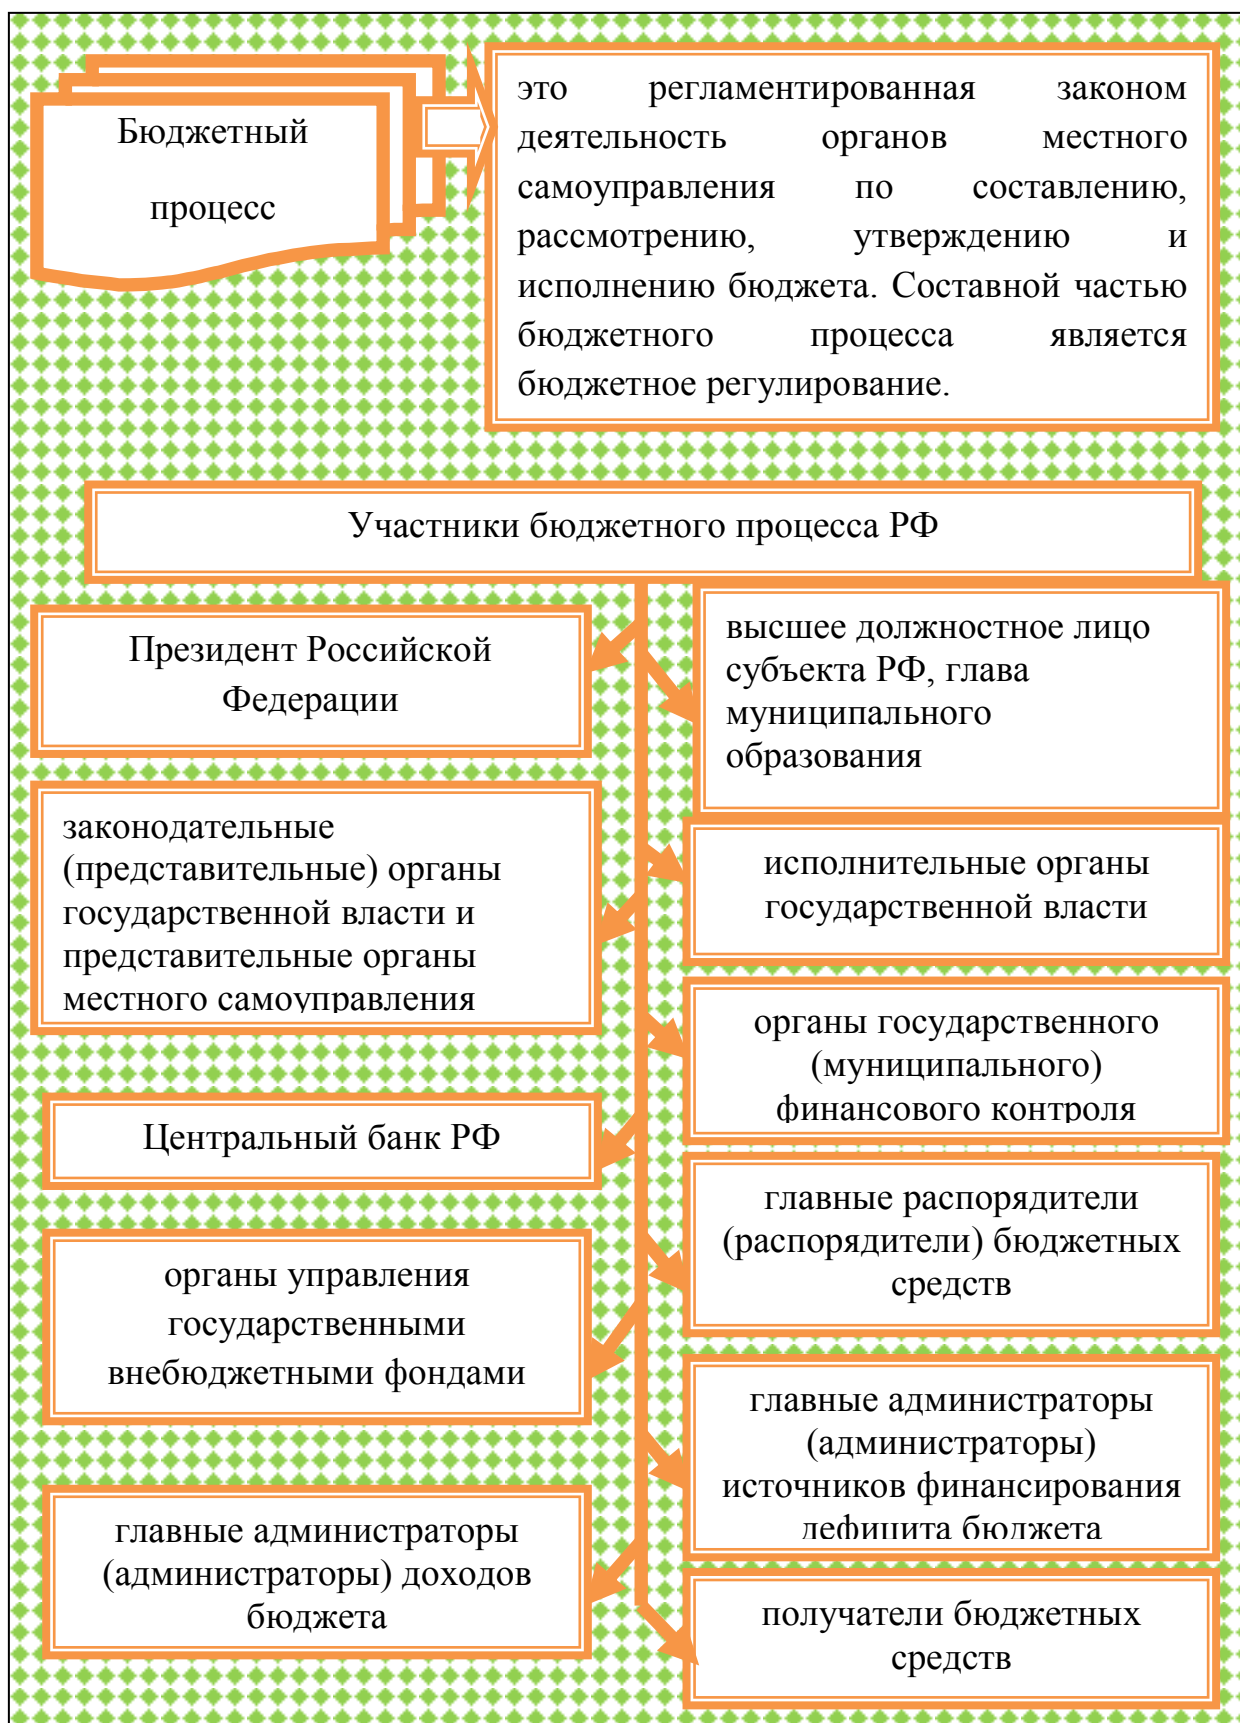 Бюджетный
процесс
это регламентированная законом
деятельность органов местного
самоуправления по составлению,
рассмотрению, утверждению и
исполнению бюджета. Составной частью
бюджетного процесса является
бюджетное регулирование.
Участники бюджетного процесса РФ
Президент Российской
Федерации
высшее должностное лицо
субъекта РФ, глава
муниципального
образования
законодательные
(представительные) органы
государственной власти и
представительные органы
местного самоуправления
исполнительные органы
государственной власти
органы государственного
(муниципального)
финансового контроля
Центральный банк РФ
главные распорядители
(распорядители) бюджетных
средств
органы управления
государственными
внебюджетными фондами
главные администраторы
(администраторы)
источников финансирования
дефицита бюджета
главные администраторы
(администраторы) доходов
бюджета
получатели бюджетных
средств